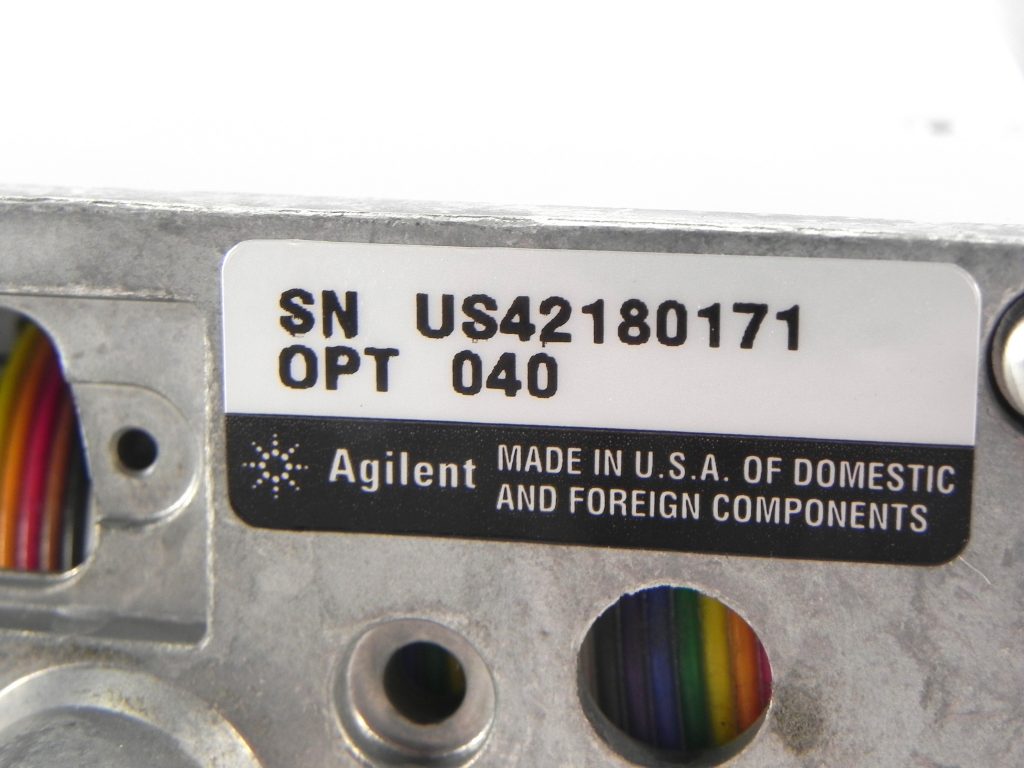 SN US42180171
OPT 040
Agilent
MADE IN U.S.A. OF DOMESTIC
AND FOREIGN COMPONENTS